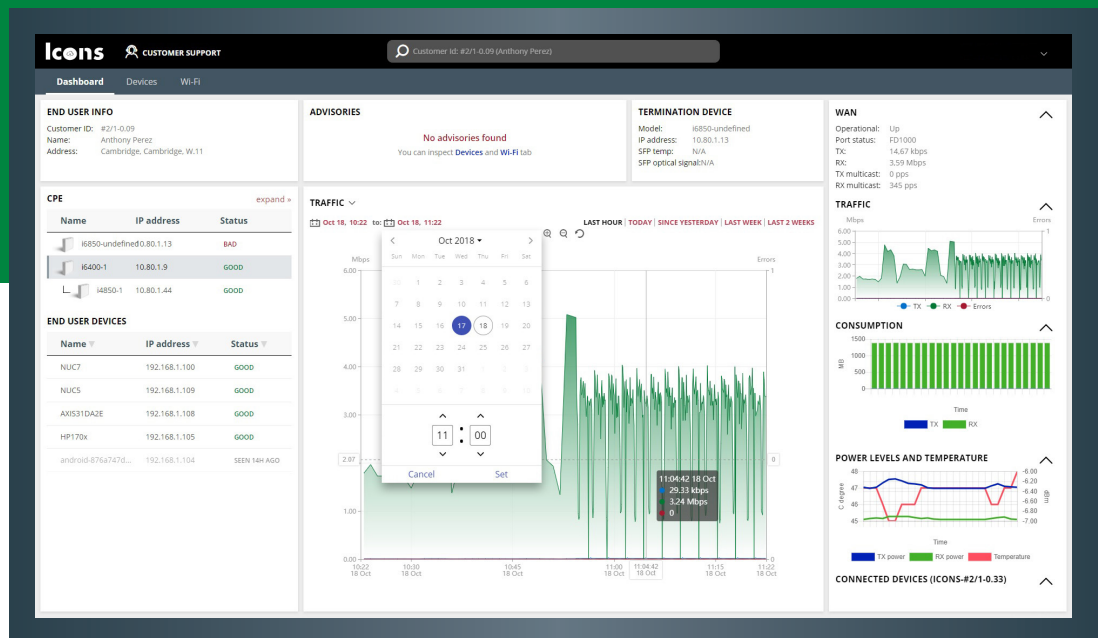 Icons
CUSTOMER SUPPORT
Customer Id: #2/1-0.09 (Anthony Perez)
Dashboard Devices Wi-Fi
END USER INFO
Customer ID: #2/1-0.09
Name: Anthony Perez
Address: Cambridge, Cambridge, W.11
ADVISORIES
No advisories found
You can inspect Devices and Wi-Fi tab
TERMINATION DEVICE
Model: i6850-undefined
IP address: 10.80.1.13
SFP temp: N/A
SFP optical signal:N/A
WAN
Operational: Up
Port status: FD1000
TX: 14,67 kbps
RX: 3,59 Mbps
TX multicast: 0 pps
RX multicast: 345 pps
CPE expand »
Name IP address Status
i6850-undefined0.80.1.13 BAD
i6400-1 10.80.1.9 GOOD
i4850-1 10.80.1.44 GOOD
END USER DEVICES
Name IP address Status
NUC7 192.168.1.100 GOOD
NUC5 192.168.1.109 GOOD
AXIS31DA2E 192.168.1.108 GOOD
HP170x 192.168.1.105 GOOD
android-876a747d... 192.168.1.104 SEEN 14H AGO
TRAFFIC
Oct 18, 10:22 to: Oct 18, 11:22
LAST HOUR | TODAY | SINCE YESTERDAY | LAST WEEK | LAST 2 WEEKS
Oct 2018
Sun Mon Tue Wed Thu Fri Sat
30 1 2 3 4 5 6
7 8 9 10 11 12 13
14 15 16 17 18 19 20
21 22 23 24 25 26 27
28 29 30 31
11 : 00
Cancel Set
Mbps Errors
6.00 1
5.00
4.00
3.00
2.07 0
1.00
0.00 0
10:22 10:30 10:45 11:00 11:04:42 11:15 11:22
18 Oct 18 Oct 18 Oct 18 Oct 18 Oct 18 Oct 18 Oct
11:04:42 18 Oct
29.33 kbps
3.24 Mbps
0
TRAFFIC
Mbps Errors
6.00 1
5.00
4.00
3.00
2.00
1.00
0.00 0
TX RX Errors
CONSUMPTION
MB
1500
1000
500
0
Time
TX RX
POWER LEVELS AND TEMPERATURE
C degree dBm
48 -6.00
-6.20
47 -6.40
46 -6.60
-6.80
45 -7.00
Time
TX power RX power Temperature
CONNECTED DEVICES (ICONS-#2/1-0.33)